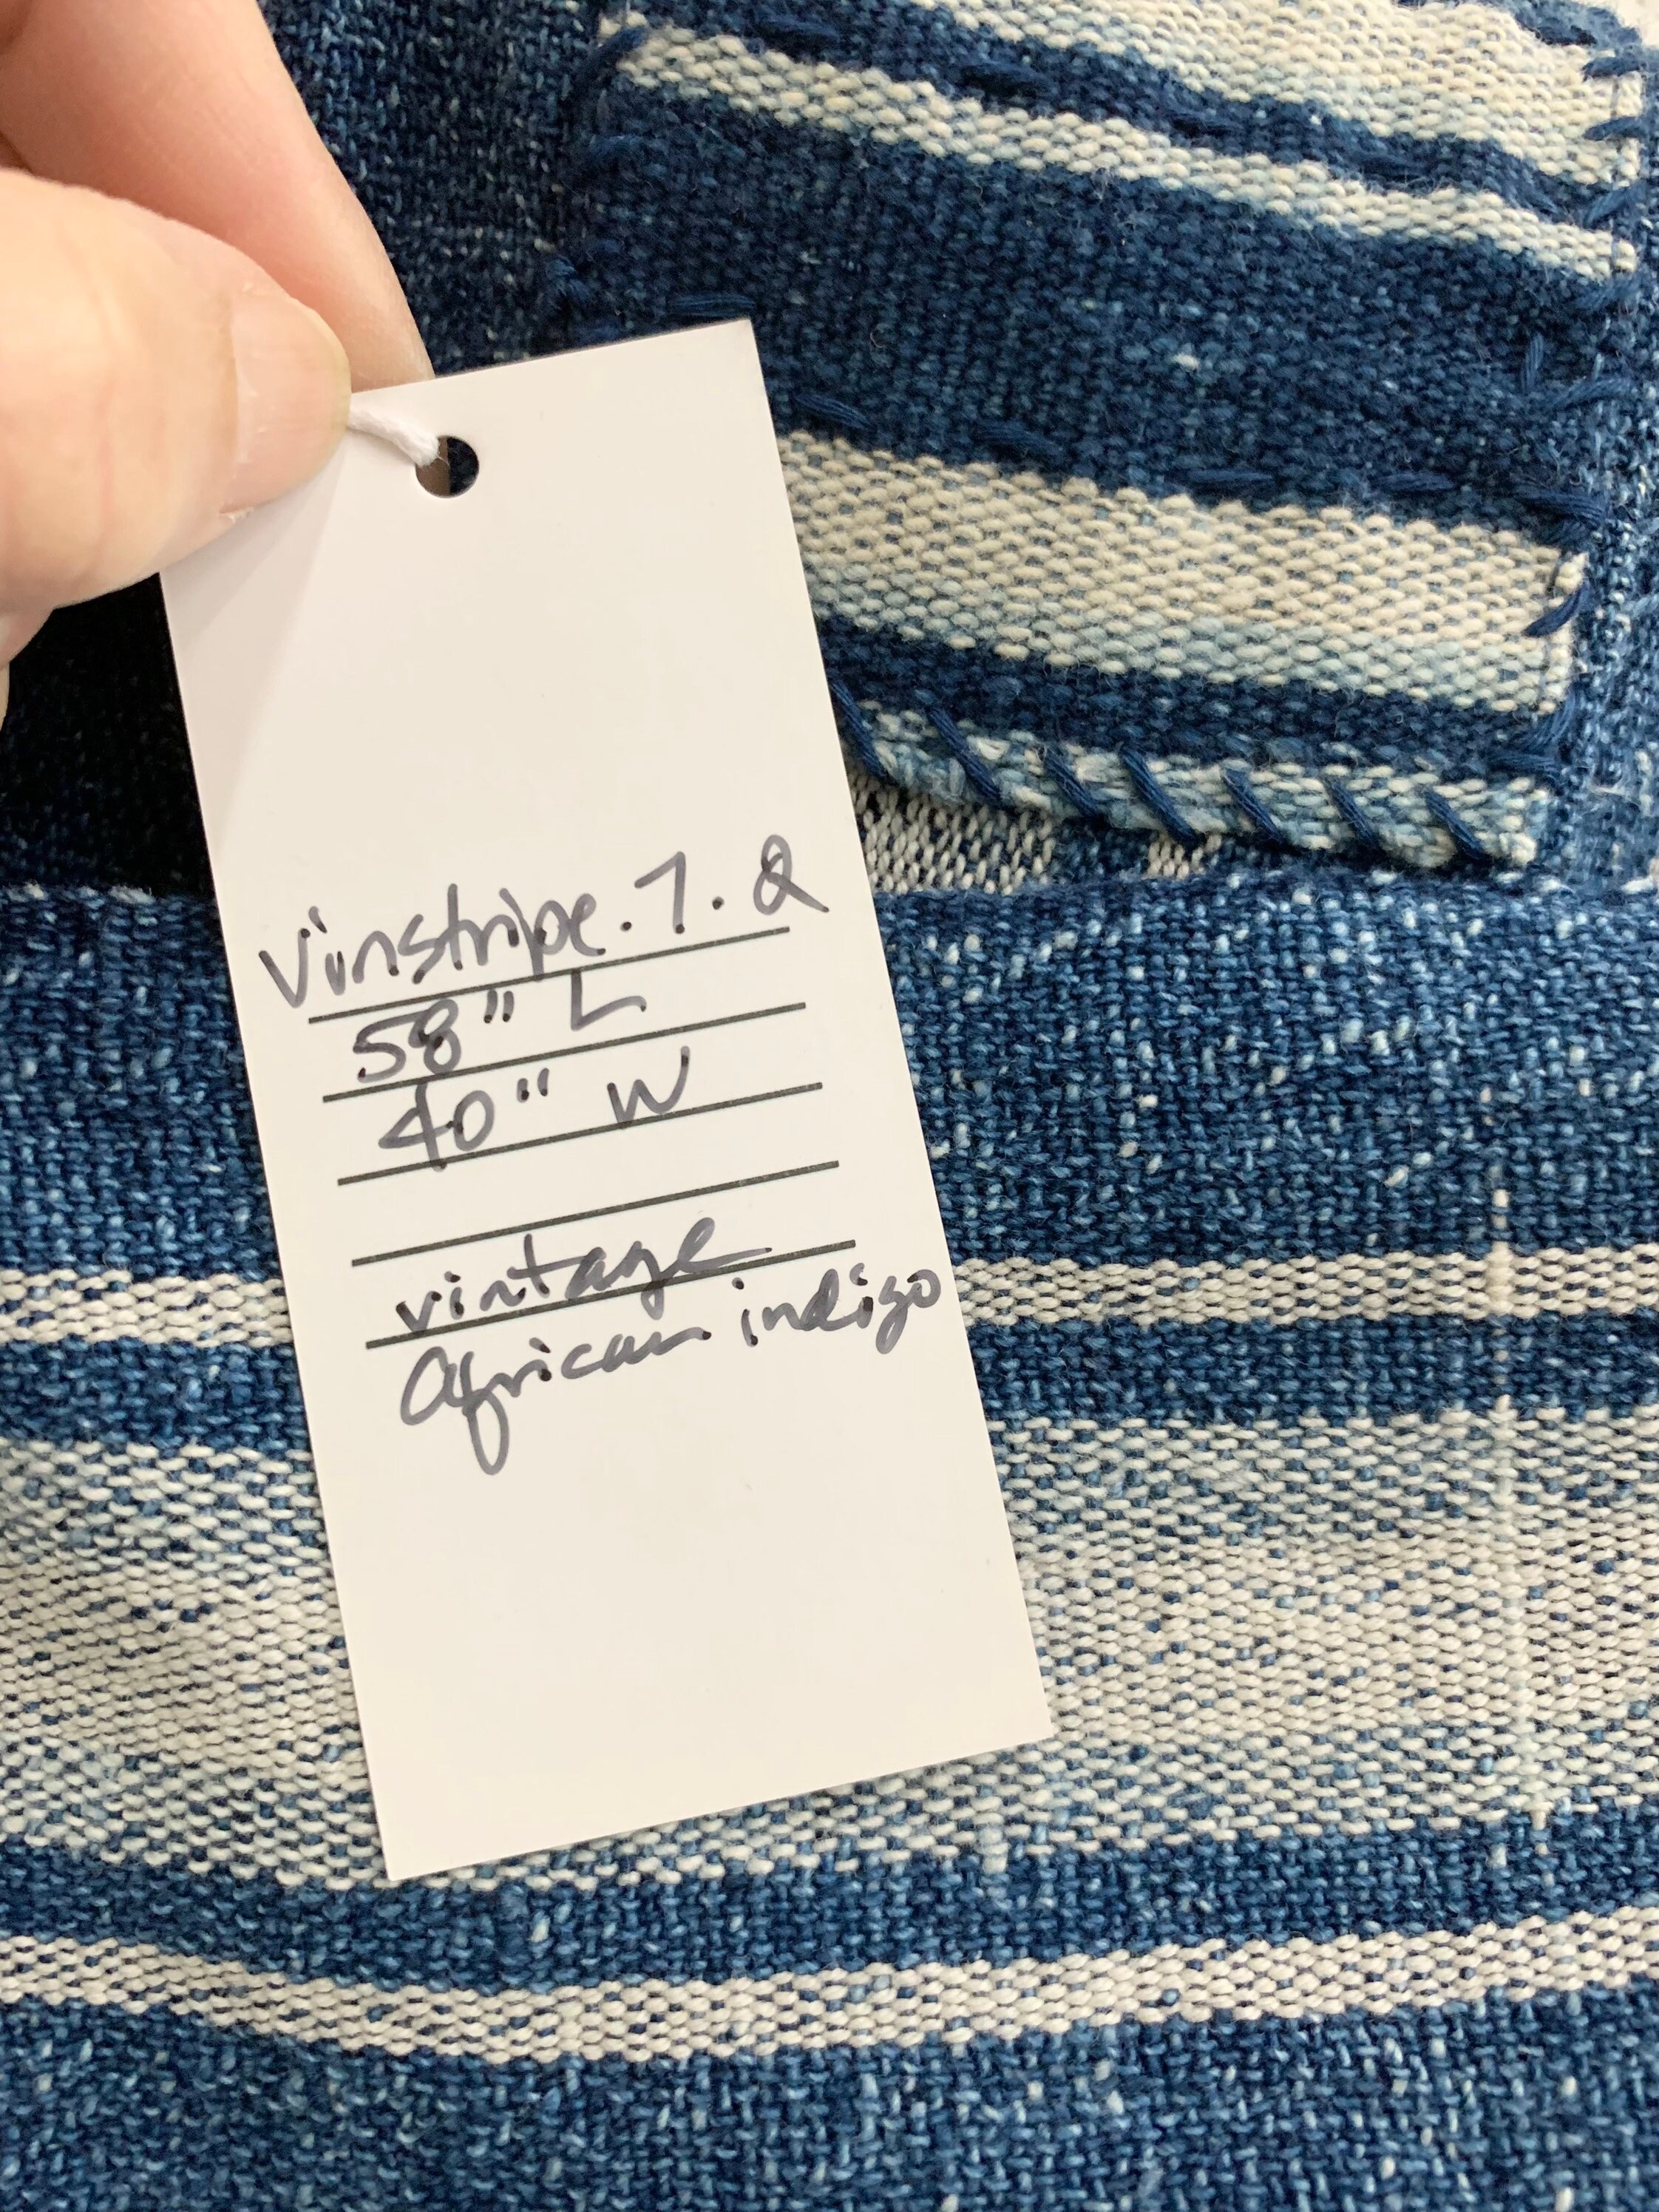 Vinstripe.7.Q
58" L
40" W
vintage
African indigo